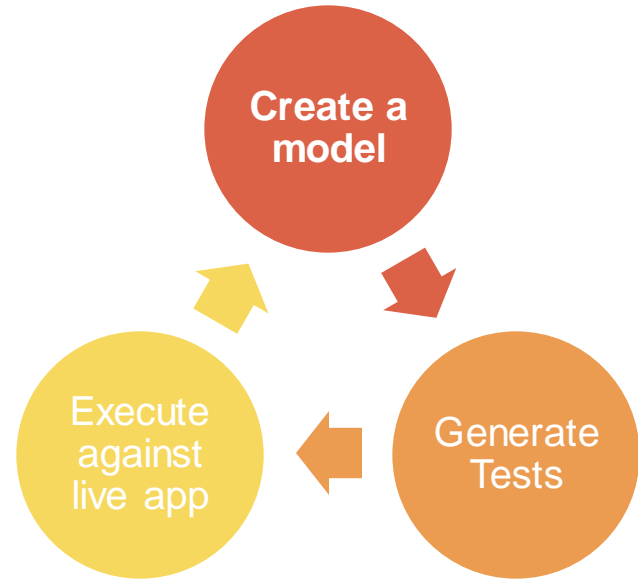 Create a
model
Execute
against
live app
Generate
Tests